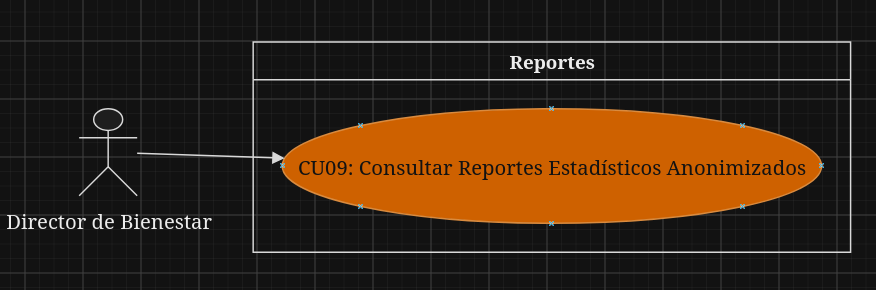 Reportes
CU09: Consultar Reportes Estadísticos Anonimizados
Director de Bienestar